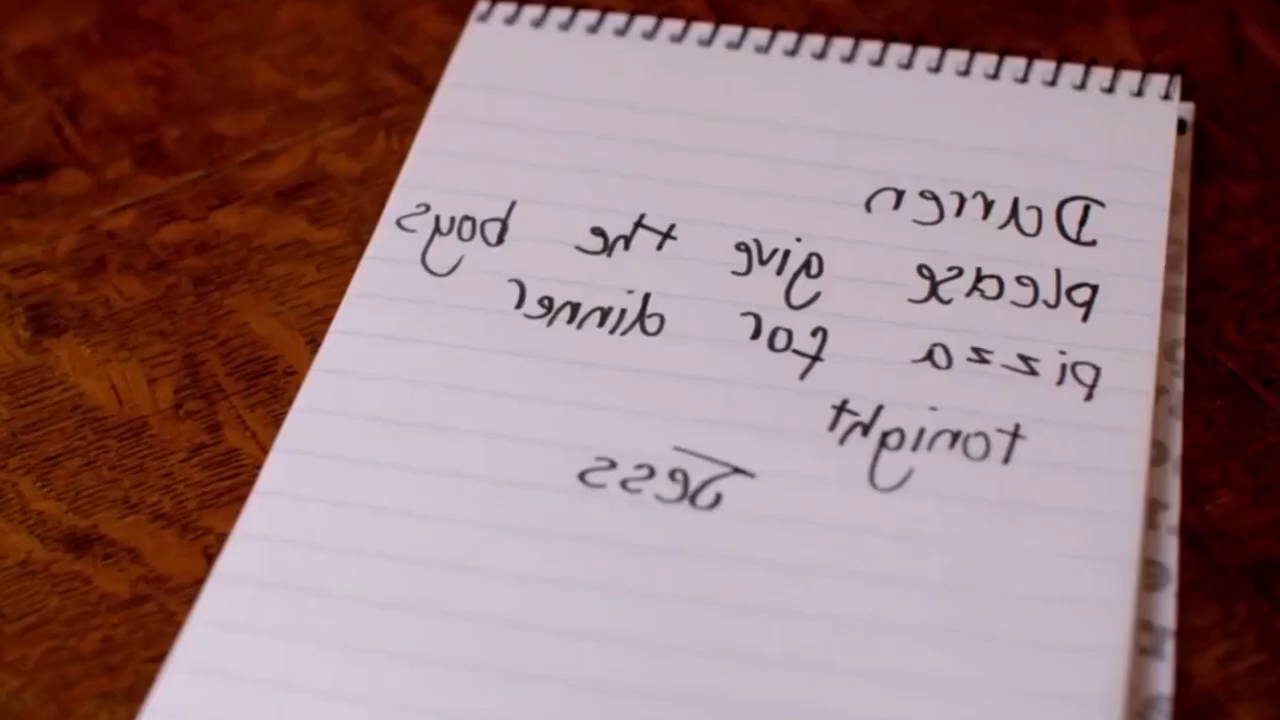 Darren
please give the boys
pizza for dinner
tonight
Jess